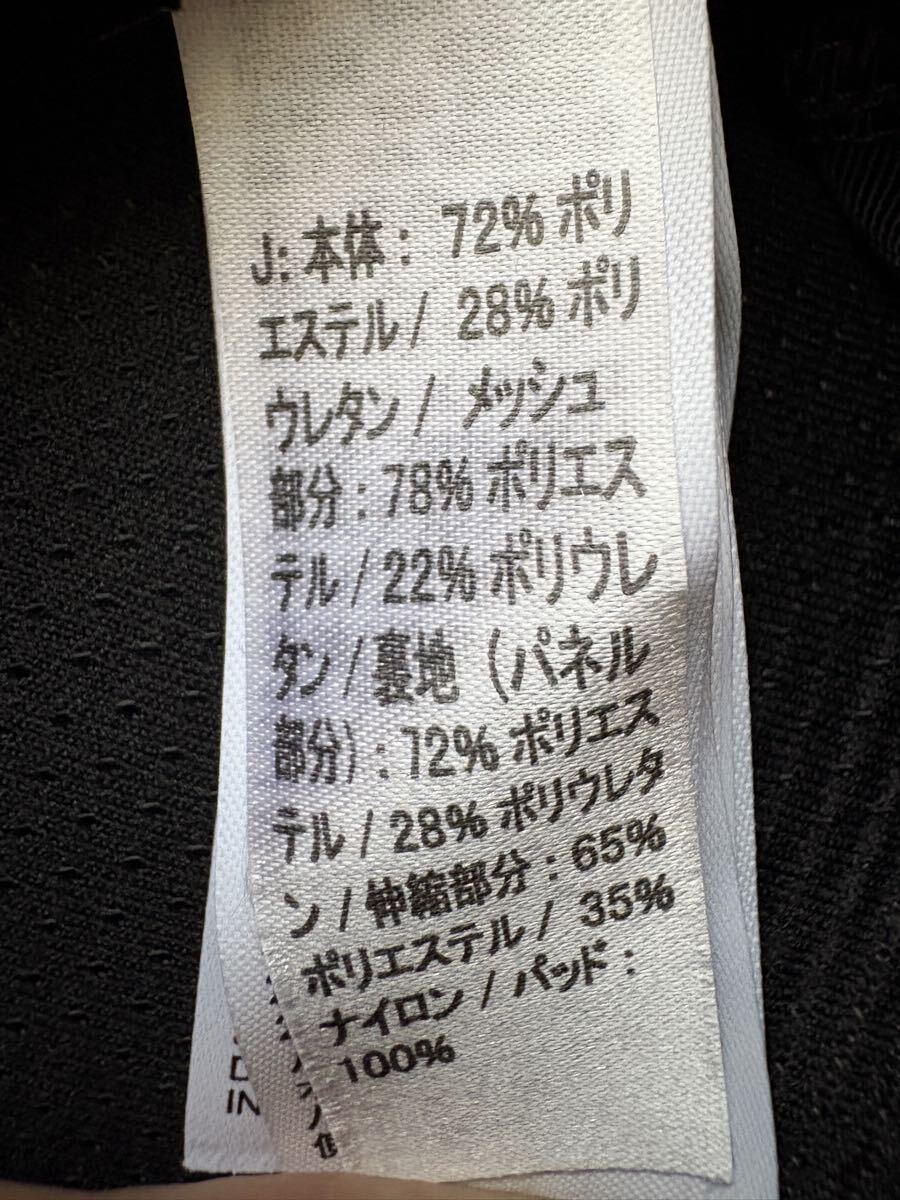 J: 本体: 72% ポリ
エステル / 28% ポリ
ウレタン / メッシュ
部分 : 78% ポリエス
テル / 22% ポリウレ
タン / 裏地 (パネル
部分) : 72% ポリエス
テル / 28% ポリウレタ
ン / 伸縮部分 : 65%
ポリエステル / 35%
ナイロン / パッド :
100%
IN